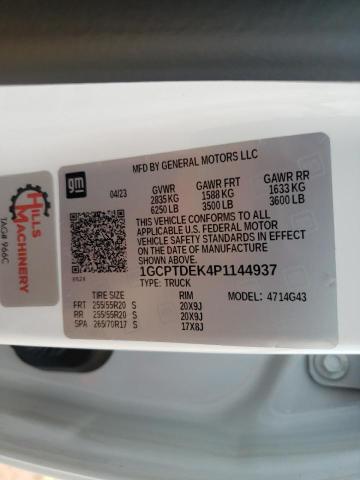 gm
MFD BY GENERAL MOTORS LLC
04/23
GVWR GAWR FRT GAWR RR
2835 KG 1588 KG 1633 KG
6250 LB 3500 LB 3600 LB
THIS VEHICLE CONFORMS TO ALL
APPLICABLE U.S. FEDERAL MOTOR
VEHICLE SAFETY STANDARDS IN EFFECT
ON THE DATE OF MANUFACTURE
SHOWN ABOVE.
1GCPTDEK4P1144937
TYPE: TRUCK
TIRE SIZE RIM MODEL: 4714G43
FRT 255/55R20 S 20X9J
RR 255/55R20 S 20X9J
SPA 265/70R17 S 17X8J
HILLS
MACHINERY
TAG# 966C